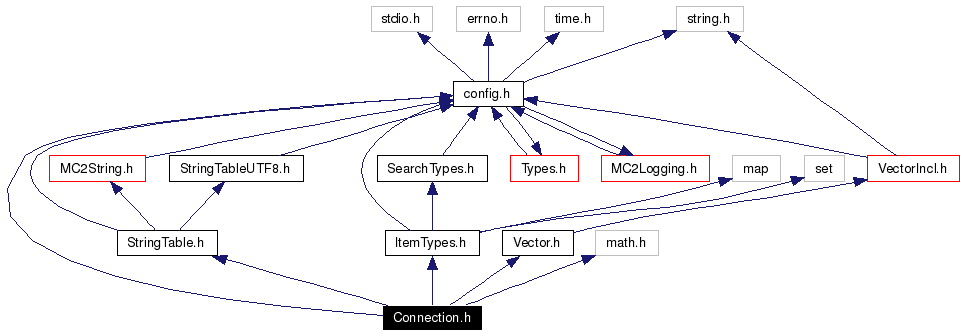 stdio.h errno.h time.h string.h
config.h
MC2String.h StringTableUTF8.h SearchTypes.h Types.h MC2Logging.h map set VectorIncl.h
StringTable.h ItemTypes.h Vector.h math.h
Connection.h